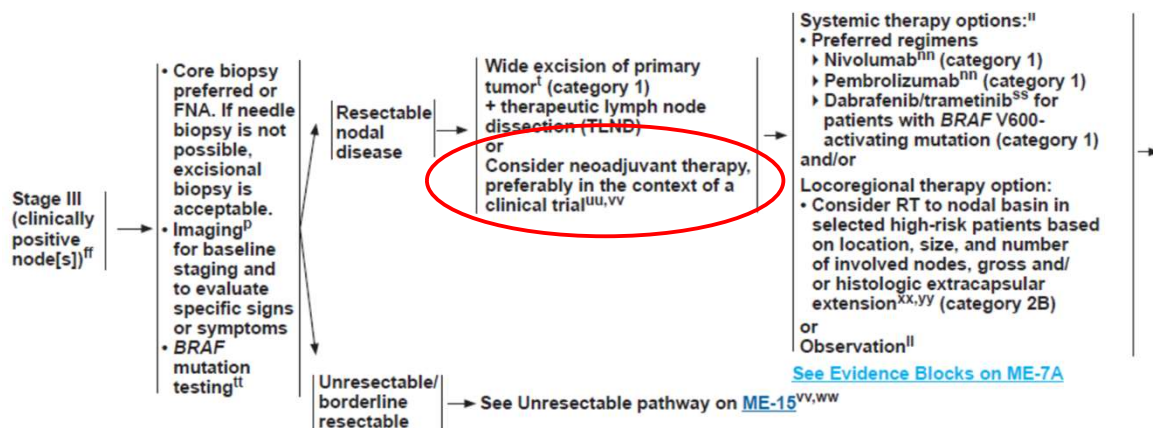 Stage III
(clinically
positive
node[s])ff
• Core biopsy
preferred or
FNA. If needle
biopsy is not
possible,
excisional
biopsy is
acceptable.
• Imagingp
for baseline
staging and
to evaluate
specific signs
or symptoms
• BRAF
mutation
testingtt
Resectable
nodal
disease
Wide excision of primary
tumort (category 1)
+ therapeutic lymph node
dissection (TLND)
or
Consider neoadjuvant therapy,
preferably in the context of a
clinical trialuu,vv
Systemic therapy options:ll
• Preferred regimens
Nivolumabnn (category 1)
Pembrolizumabnn (category 1)
Dabrafenib/trametinibss for
patients with BRAF V600-
activating mutation (category 1)
and/or
Locoregional therapy option:
• Consider RT to nodal basin in
selected high-risk patients based
on location, size, and number
of involved nodes, gross and/
or histologic extracapsular
extensionxx,yy (category 2B)
or
Observationll
See Evidence Blocks on ME-7A
Unresectable/
borderline
resectable
See Unresectable pathway on ME-15vv,ww